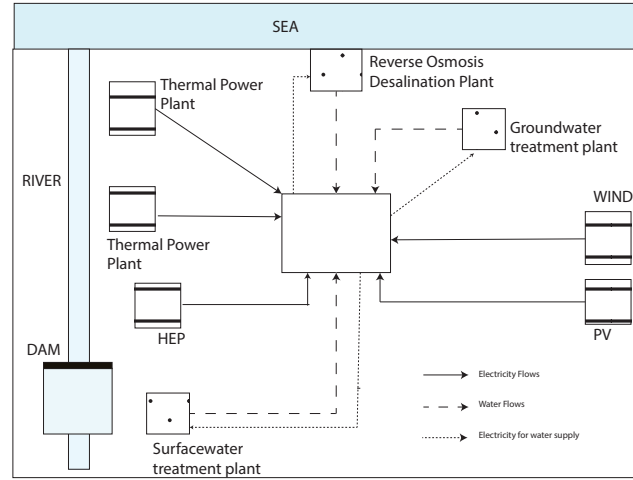 SEA
Reverse Osmosis
Desalination Plant
Thermal Power
Plant
Groundwater
treatment plant
RIVER
WIND
Thermal Power
Plant
HEP
PV
DAM
Electricity Flows
Water Flows
Electricity for water supply
Surfacewater
treatment plant